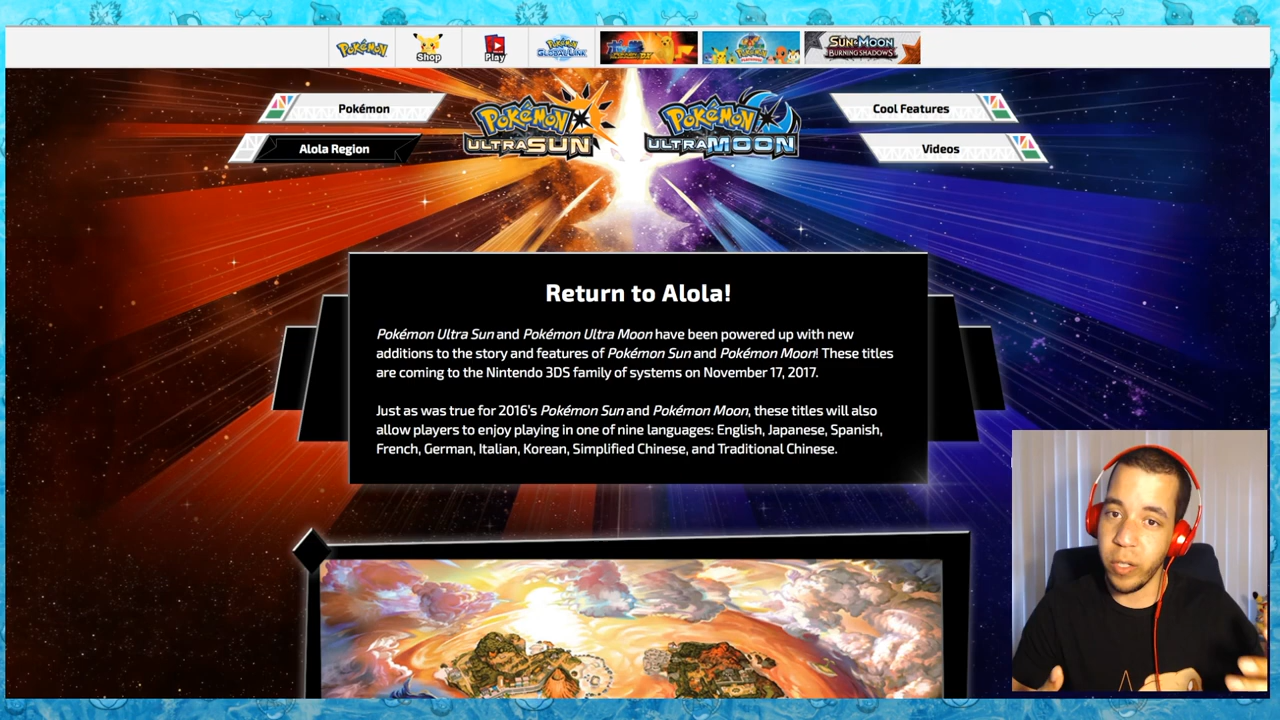 Pokémon
Shop
Play
Pokémon
GLOBAL LINK
SUN & MOON
BURNING SHADOWS
Pokémon
Alola Region
POKÉMON
ULTRA SUN
POKÉMON
ULTRA MOON
Cool Features
Videos
Return to Alola!
Pokémon Ultra Sun and Pokémon Ultra Moon have been powered up with new
additions to the story and features of Pokémon Sun and Pokémon Moon! These titles
are coming to the Nintendo 3DS family of systems on November 17, 2017.
Just as was true for 2016's Pokémon Sun and Pokémon Moon, these titles will also
allow players to enjoy playing in one of nine languages: English, Japanese, Spanish,
French, German, Italian, Korean, Simplified Chinese, and Traditional Chinese.